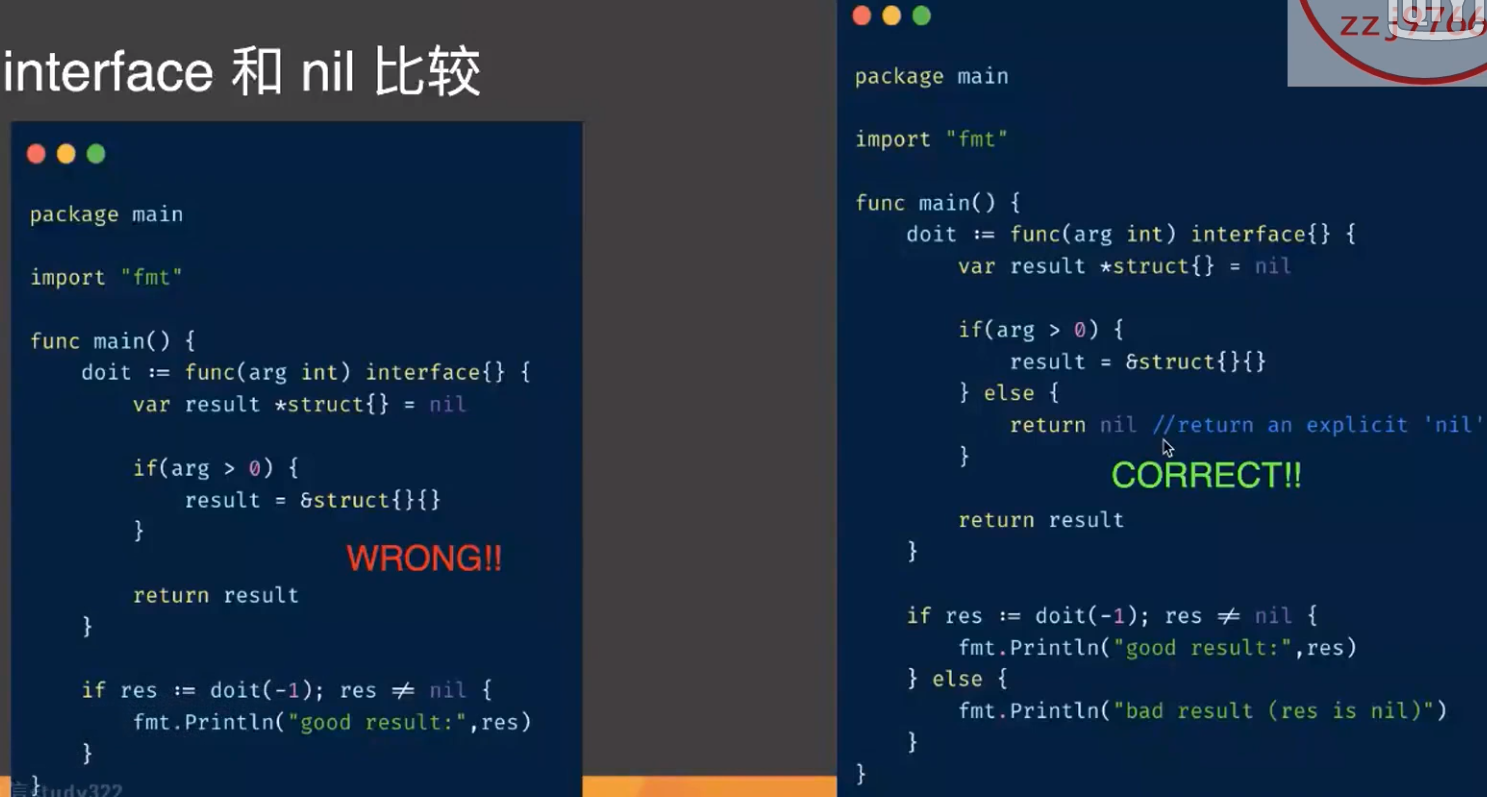 interface 和 nil 比较
package main
import "fmt"
func main() {
    doit := func(arg int) interface{} {
        var result *struct{} = nil
        if(arg > 0) {
            result = &struct{}{}
        }
WRONG!!
        return result
    }
    if res := doit(-1); res ≠ nil {
        fmt.Println("good result:",res)
    }
}
study322
package main
import "fmt"
func main() {
    doit := func(arg int) interface{} {
        var result *struct{} = nil
        if(arg > 0) {
            result = &struct{}{}
        } else {
            return nil //return an explicit 'nil'
        }
CORRECT!!
        return result
    }
    if res := doit(-1); res ≠ nil {
        fmt.Println("good result:",res)
    } else {
        fmt.Println("bad result (res is nil)")
    }
}
zzj9766